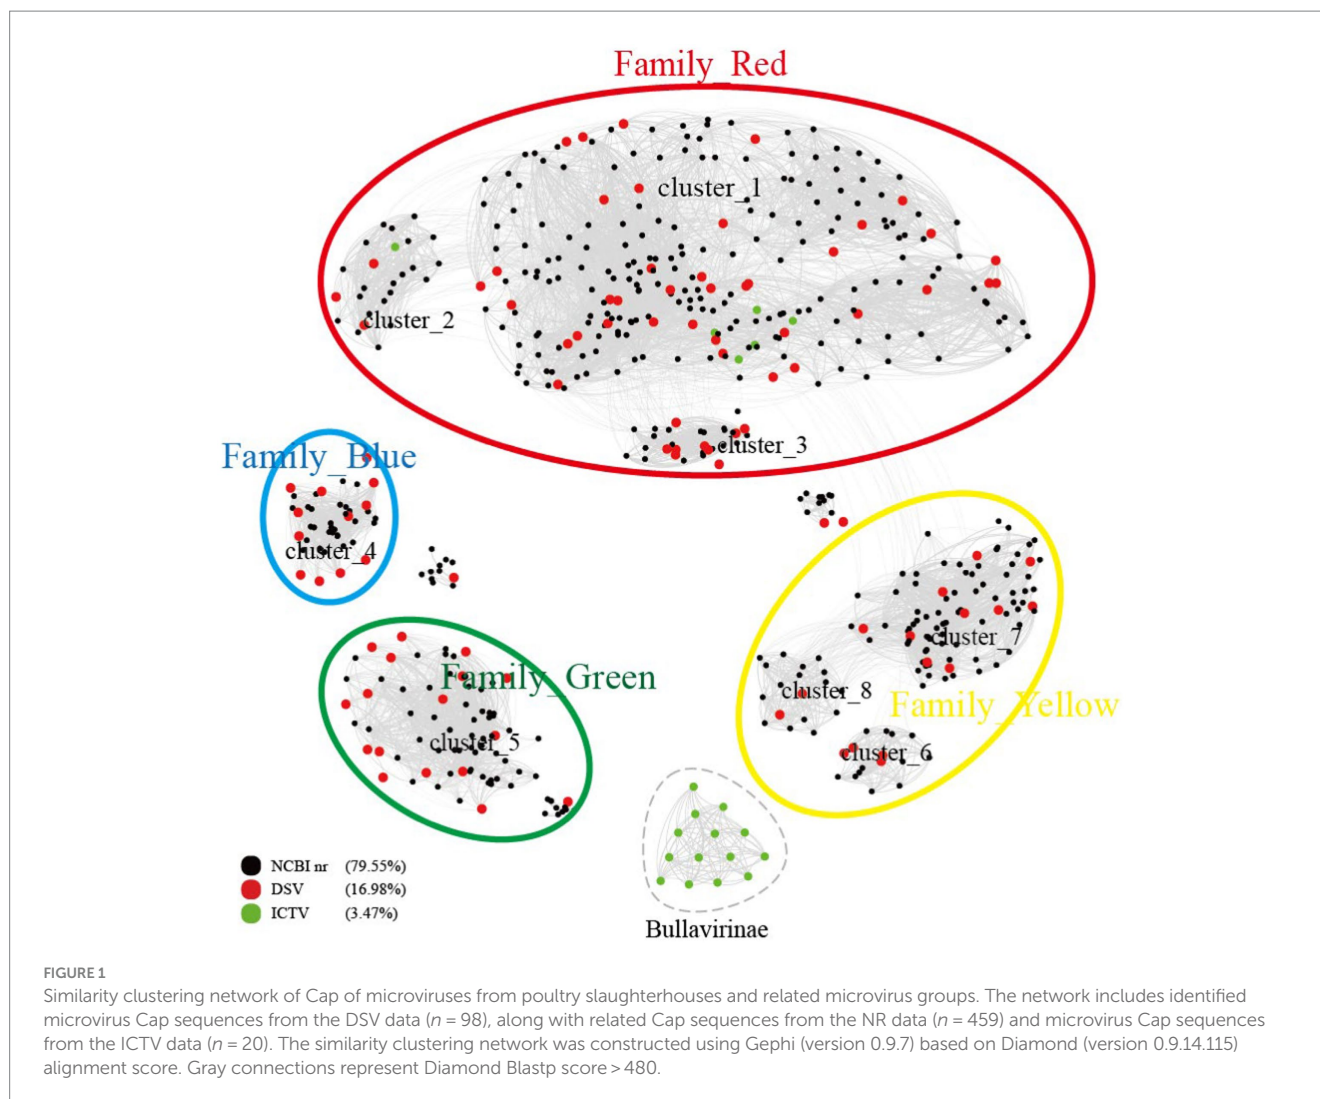 Family_Red
cluster_1
cluster_2
cluster_3
Family_Blue
cluster_4
Family_Green
cluster_5
cluster_7
cluster_8
Family_Yellow
cluster_6
NCBI nr (79.55%)
DSV (16.98%)
ICTV (3.47%)
Bullavirinae
FIGURE 1
Similarity clustering network of Cap of microviruses from poultry slaughterhouses and related microvirus groups. The network includes identified
microvirus Cap sequences from the DSV data (n = 98), along with related Cap sequences from the NR data (n = 459) and microvirus Cap sequences
from the ICTV data (n = 20). The similarity clustering network was constructed using Gephi (version 0.9.7) based on Diamond (version 0.9.14.115)
alignment score. Gray connections represent Diamond Blastp score > 480.